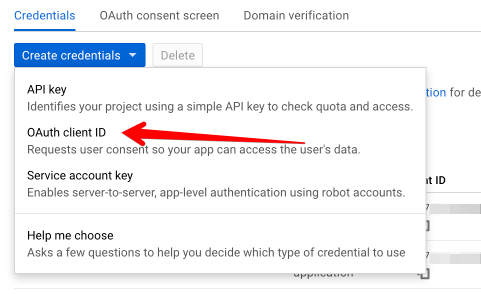 Credentials OAuth consent screen Domain verification
Create credentials Delete
API key
Identifies your project using a simple API key to check quota and access.
for de
OAuth client ID
Requests user consent so your app can access the user's data.
Service account key
ID
Enables server-to-server, app-level authentication using robot accounts.
7
Help me choose
Asks a few questions to help you decide which type of credential to use
7
application